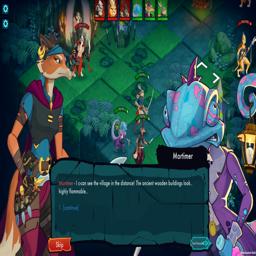 Mortimer
Mortimer - I can see the village in the distance! The ancient wooden buildings look.
highly flammable..
1. [continue]
Skip